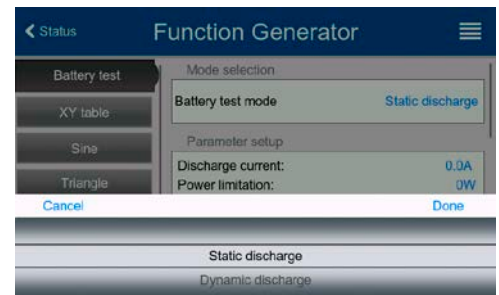 Status
Function Generator
Battery test
Mode selection
Battery test mode Static discharge
XY table
Parameter setup
Sine
Discharge current: 0.0A
Triangle
Power limitation: 0W
Cancel Done
Static discharge
Dynamic discharge